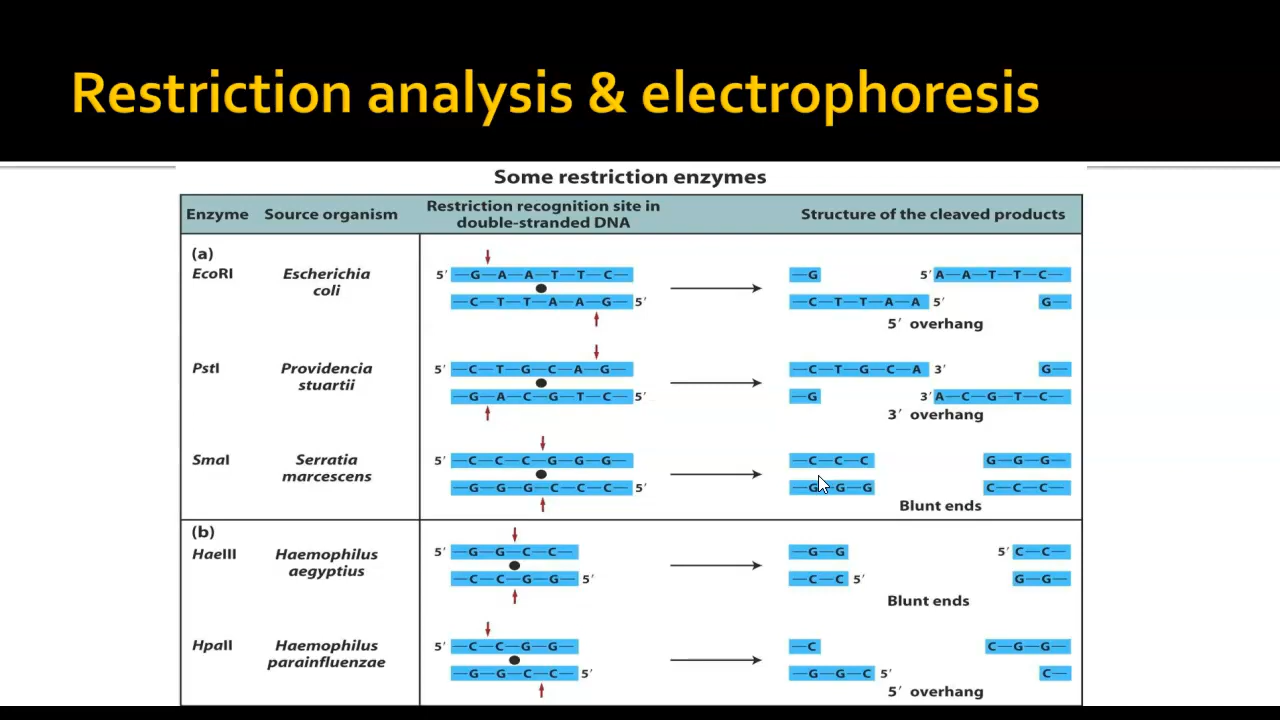 Restriction analysis & electrophoresis
Some restriction enzymes
Enzyme Source organism Restriction recognition site in double-stranded DNA Structure of the cleaved products
(a)
EcoRI Escherichia coli
5′ —G—A—A—T—T—C— —G 5′ A—A—T—T—C—
—C—T—T—A—A—G— 5′ —C—T—T—A—A 5′ G—
5′ overhang
PstI Providencia stuartii
5′ —C—T—G—C—A—G— —C—T—G—C—A 3′ G—
—G—A—C—G—T—C— 5′ —G 3′ A—C—G—T—C—
3′ overhang
SmaI Serratia marcescens
5′ —C—C—C—G—G—G— —C—C—C G—G—G—
—G—G—G—C—C—C— 5′ —G—G—G C—C—C—
Blunt ends
(b)
HaeIII Haemophilus aegyptius
5′ —G—G—C—C— —G—G 5′ C—C—
—C—C—G—G— 5′ —C—C 5′ G—G—
Blunt ends
HpaII Haemophilus parainfluenzae
5′ —C—C—G—G— —C C—G—G—
—G—G—C—C— 5′ —G—G—C 5′ C—
5′ overhang